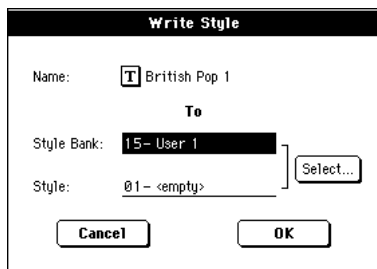 Write Style
Name: T British Pop 1
To
Style Bank: 15- User 1
Select...
Style: 01- <empty>
Cancel OK